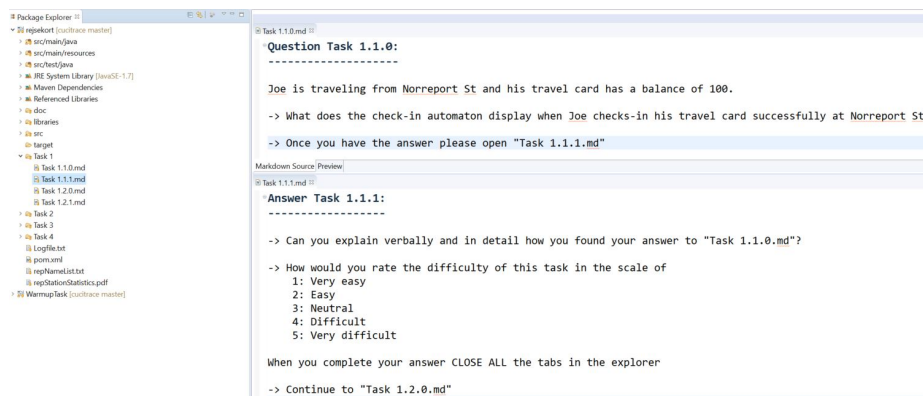 Package Explorer
rejsekort [cucitrace master]
src/main/java
src/main/resources
src/test/java
JRE System Library [JavaSE-1.7]
Maven Dependencies
Referenced Libraries
doc
libraries
src
target
Task 1
Task 1.1.0.md
Task 1.1.1.md
Task 1.2.0.md
Task 1.2.1.md
Task 2
Task 3
Task 4
Logfile.txt
pom.xml
repNameList.txt
repStationStatistics.pdf
WarmupTask [cucitrace master]
Task 1.1.0.md
Question Task 1.1.0:
--------------------
Joe is traveling from Norreport St and his travel card has a balance of 100.
-> What does the check-in automaton display when Joe checks-in his travel card successfully at Norreport St
-> Once you have the answer please open "Task 1.1.1.md"
Markdown Source Preview
Task 1.1.1.md
Answer Task 1.1.1:
------------------
-> Can you explain verbally and in detail how you found your answer to "Task 1.1.0.md"?
-> How would you rate the difficulty of this task in the scale of
1: Very easy
2: Easy
3: Neutral
4: Difficult
5: Very difficult
When you complete your answer CLOSE ALL the tabs in the explorer
-> Continue to "Task 1.2.0.md"